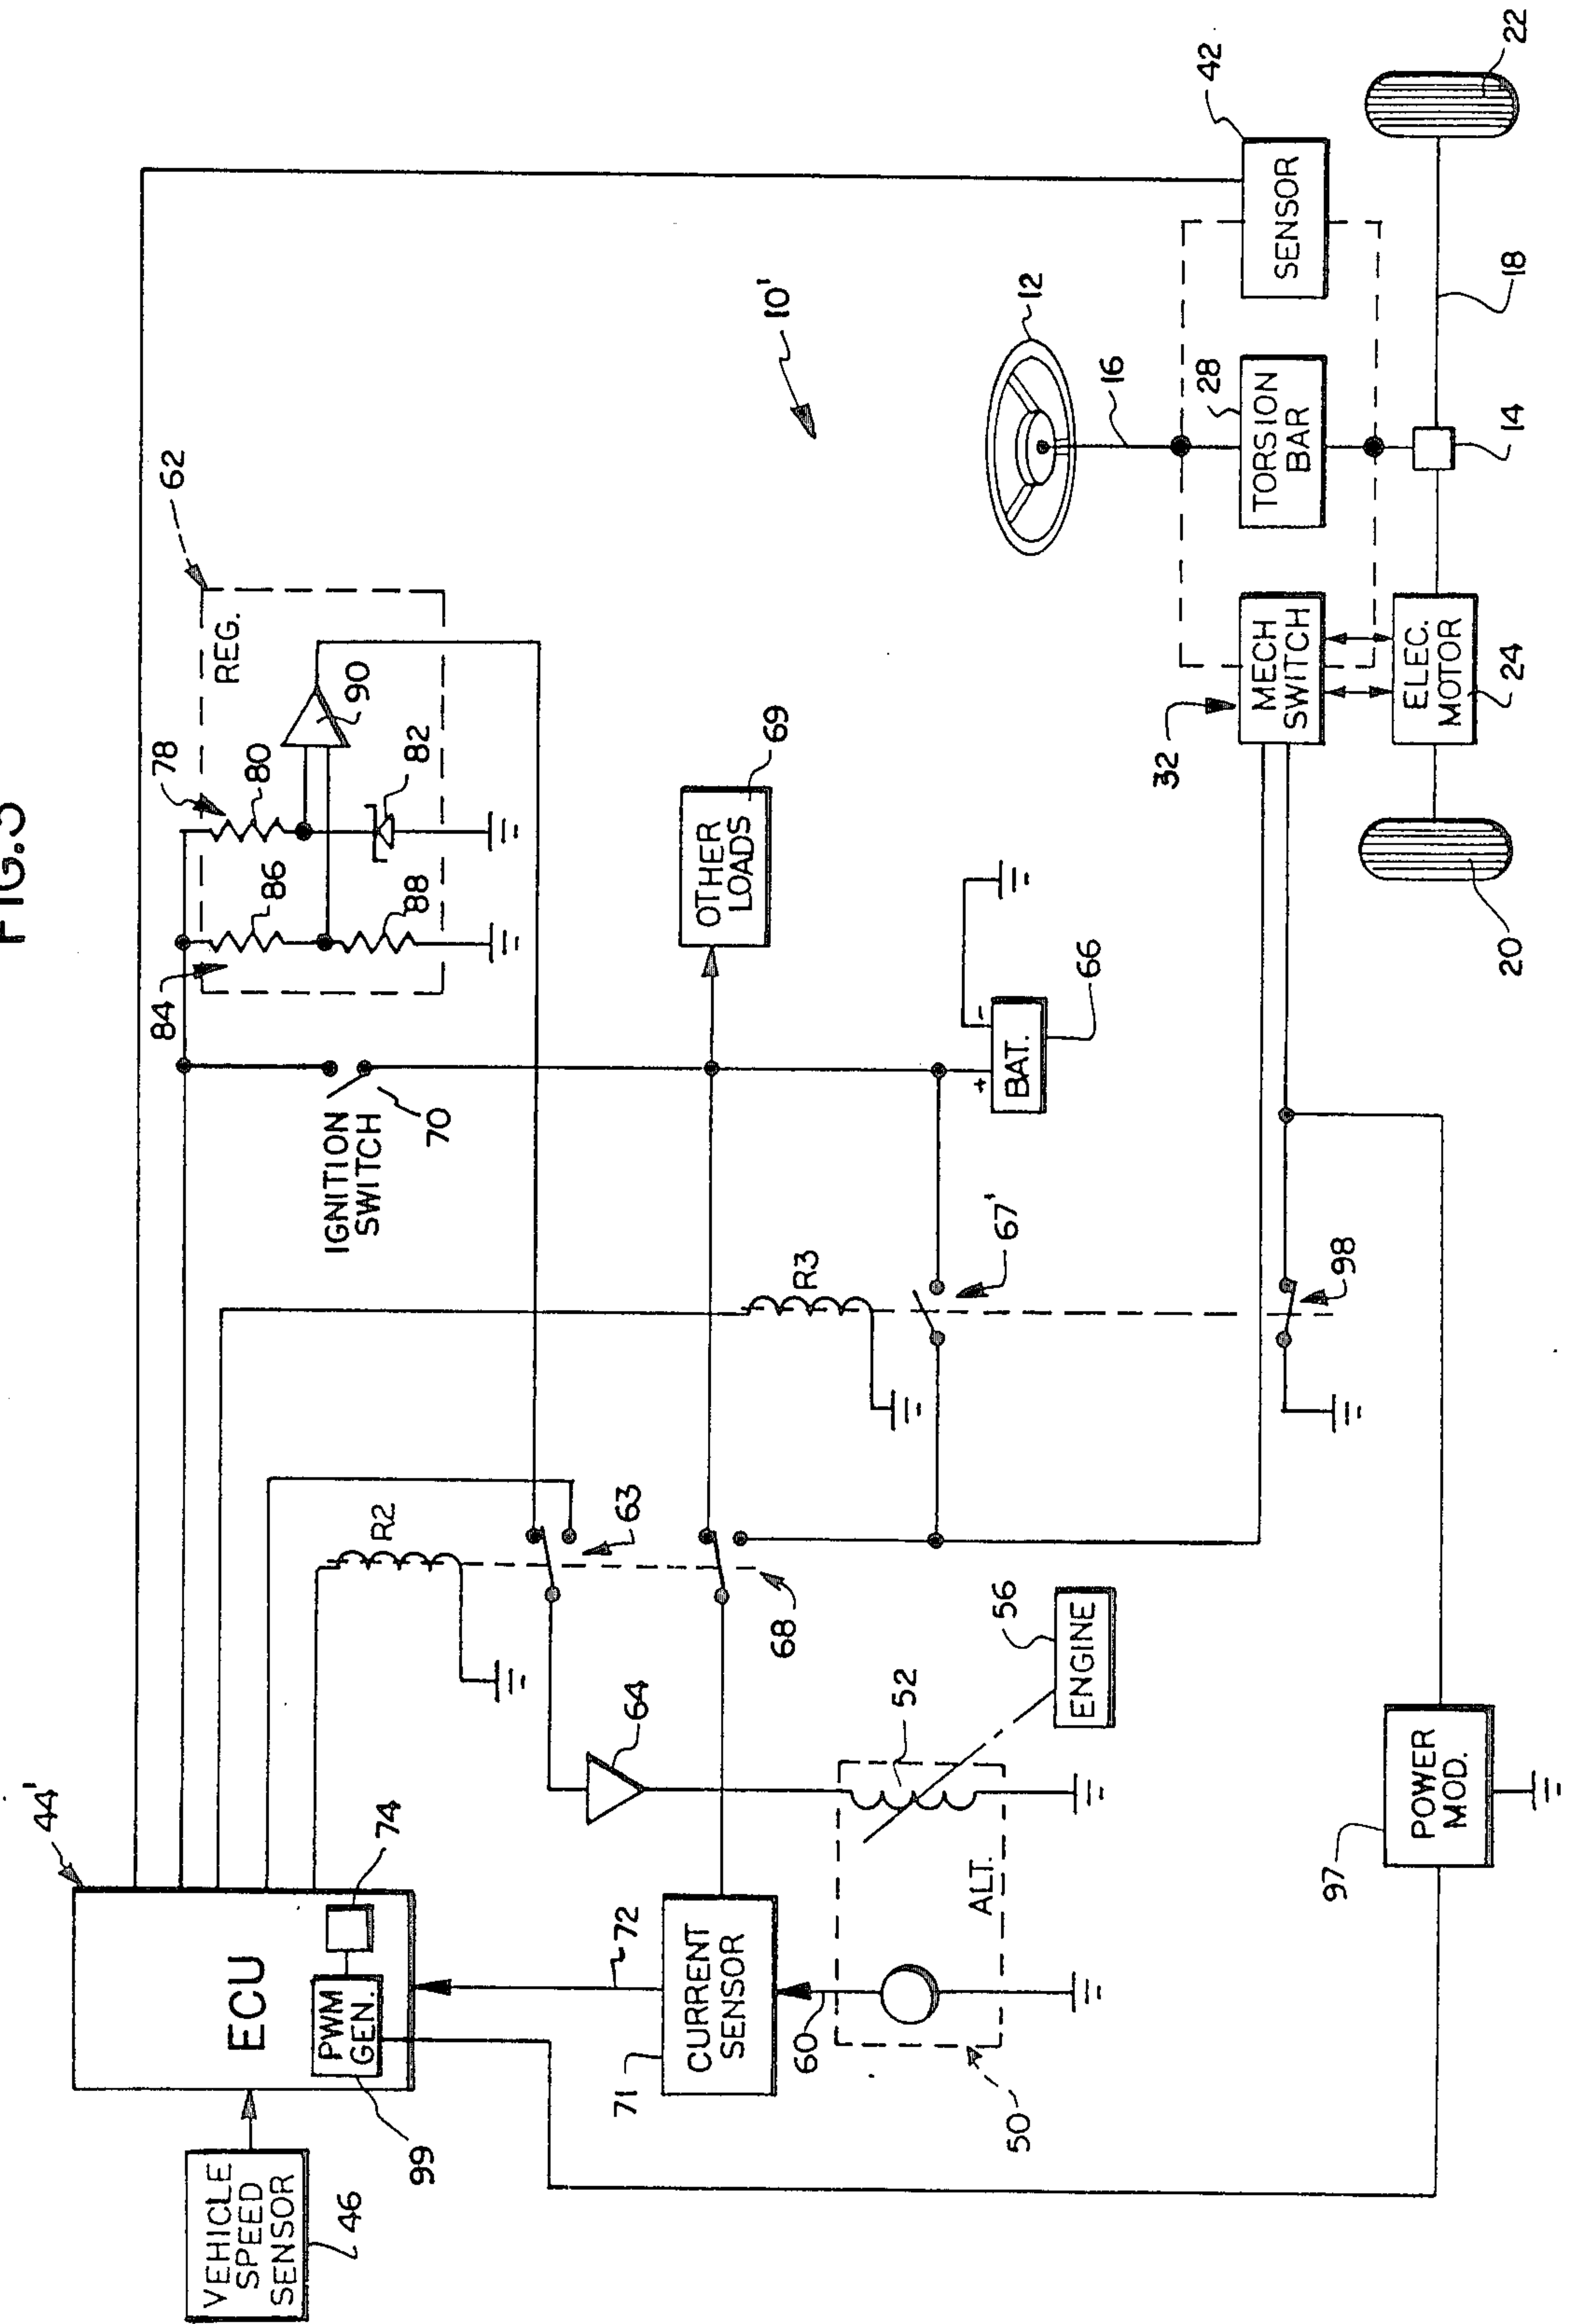 FIG.5
44'
ECU
PWM
GEN.
74
99
VEHICLE
SPEED
SENSOR
46
62
REG.
78
80
90
82
84
86
88
IGNITION
SWITCH
70
R2
63
64
68
72
CURRENT
SENSOR
71
60
50
ALT.
52
56
ENGINE
OTHER
LOADS
69
BAT.
+
-
66
R3
67'
98
97
POWER
MOD.
10'
12
16
28
TORSION
BAR
42
SENSOR
32
MECH
SWITCH
ELEC.
MOTOR
24
14
18
20
22